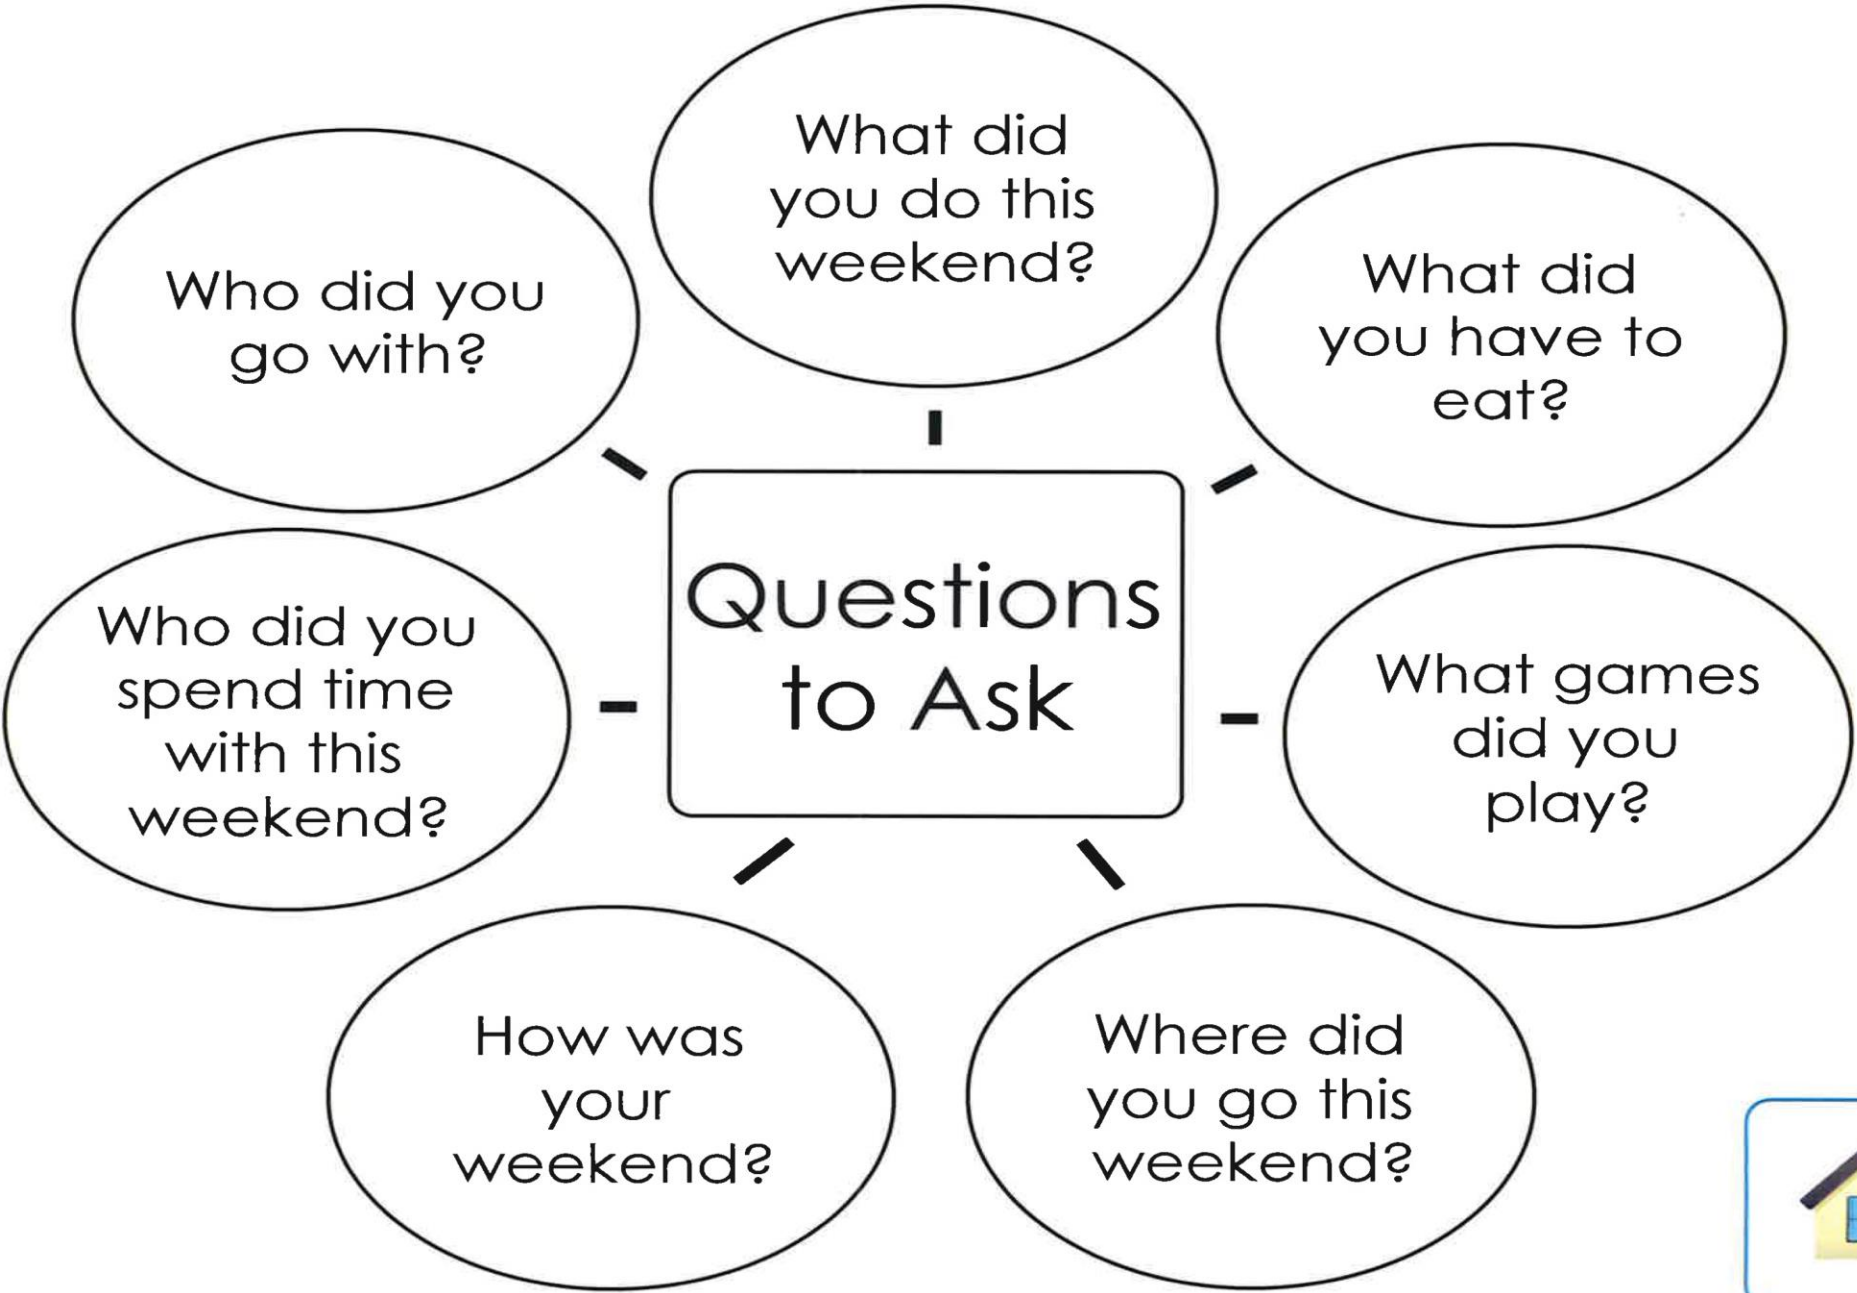 What did
you do this
weekend?
Who did you
go with?
What did
you have to
eat?
Questions
to Ask
Who did you
spend time
with this
weekend?
What games
did you
play?
How was
your
weekend?
Where did
you go this
weekend?